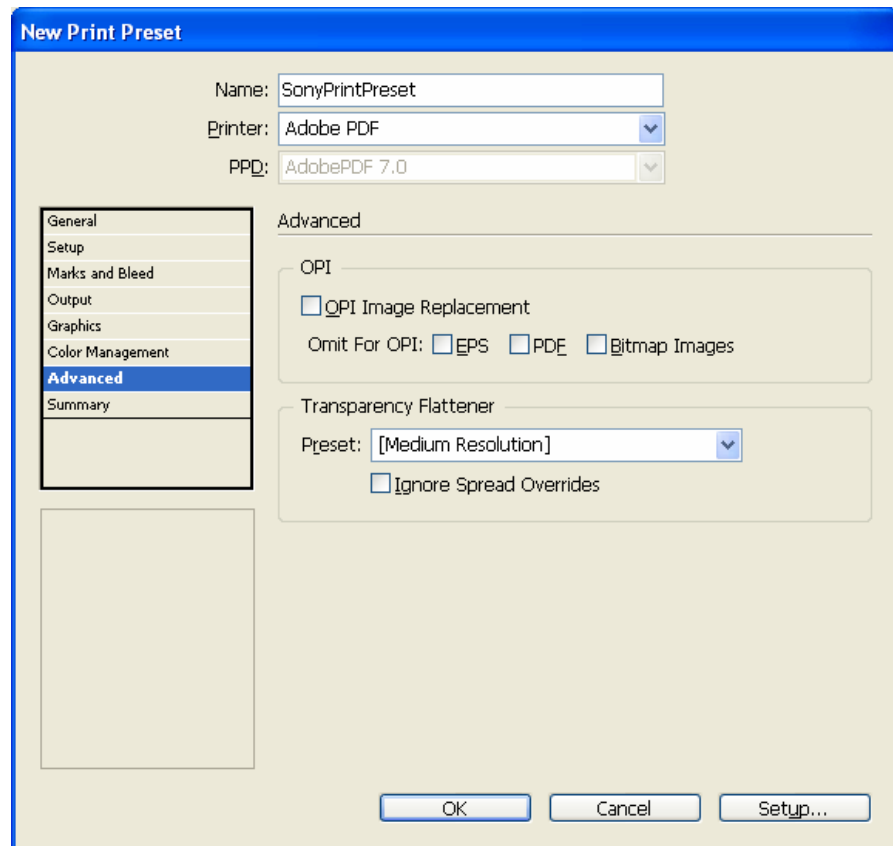 New Print Preset
Name: SonyPrintPreset
Printer: Adobe PDF
PPD: AdobePDF 7.0
General
Setup
Marks and Bleed
Output
Graphics
Color Management
Advanced
Summary
Advanced
OPI
OPI Image Replacement
Omit For OPI: EPS PDF Bitmap Images
Transparency Flattener
Preset: [Medium Resolution]
Ignore Spread Overrides
OK Cancel Setup...